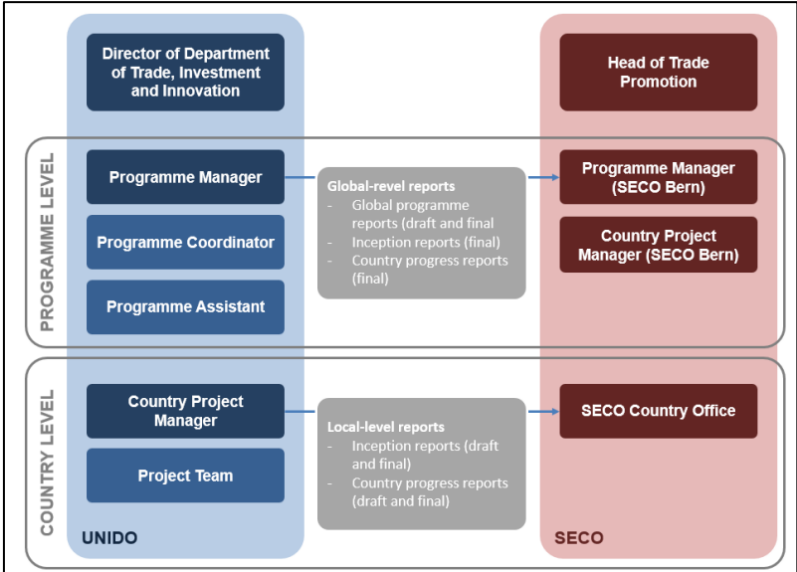 Director of Department
of Trade, Investment
and Innovation
Head of Trade
Promotion
PROGRAMME LEVEL
Programme Manager
Programme Coordinator
Programme Assistant
Global-revel reports
- Global programme
reports (draft and final
- Inception reports (final)
- Country progress reports
(final)
Programme Manager
(SECO Bern)
Country Project
Manager (SECO Bern)
COUNTRY LEVEL
Country Project
Manager
Project Team
Local-level reports
- Inception reports (draft
and final)
- Country progress reports
(draft and final)
SECO Country Office
UNIDO
SECO